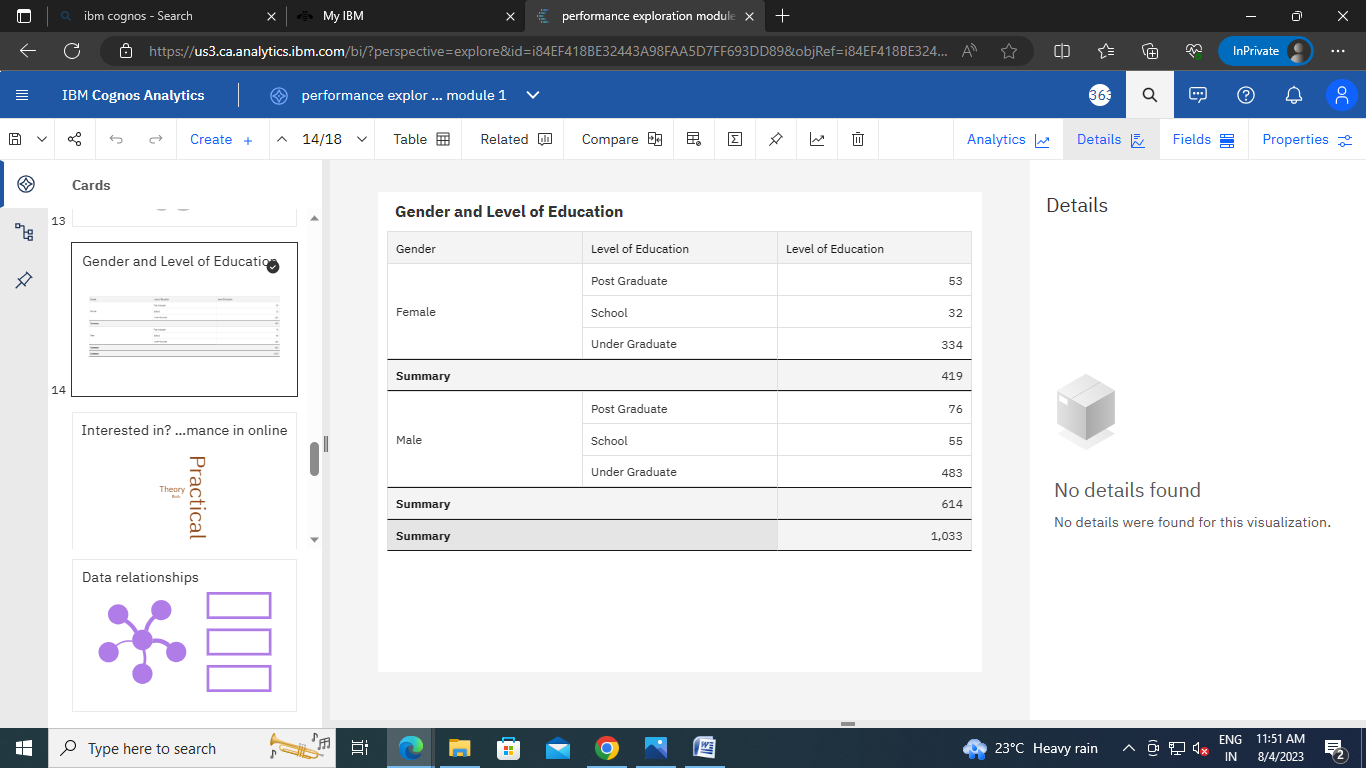 ibm cognos - Search
My IBM
performance exploration module
https://us3.ca.analytics.ibm.com/bi/?perspective=explore&id=i84EF418BE32443A98FAA5D7FF693DD89&objRef=i84EF418BE324...
InPrivate
IBM Cognos Analytics
performance explor ... module 1
363
Create +
14/18
Table
Related
Compare
Analytics
Details
Fields
Properties
Cards
13
Gender and Level of Education
14
Interested in? ...mance in online
Practical
Theory
Data relationships
Gender and Level of Education
Gender Level of Education Level of Education
Female
Post Graduate 53
School 32
Under Graduate 334
Summary 419
Male
Post Graduate 76
School 55
Under Graduate 483
Summary 614
Summary 1,033
Details
No details found
No details were found for this visualization.
Type here to search
23°C Heavy rain
ENG
IN
11:51 AM
8/4/2023
2